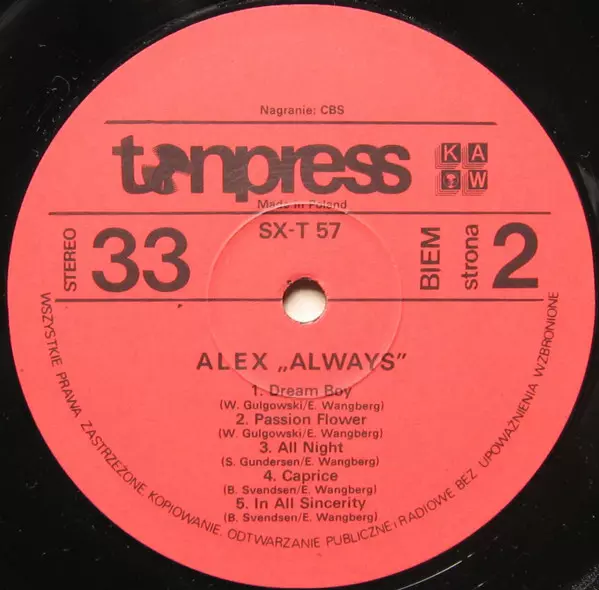 Nagranie: CBS
tonpress
KAW
Made in Poland
SX-T 57
STEREO
33
BIEM
strona
2
ALEX „ALWAYS”
1. Dream Boy
(W. Gulgowski/E. Wangberg)
2. Passion Flower
(W. Gulgowski/E. Wangberg)
3. All Night
(S. Gundersen/E. Wangberg)
4. Caprice
(B. Svendsen/E. Wangberg)
5. In All Sincerity
(B. Svendsen/E. Wangberg)
WSZYSTKIE PRAWA ZASTRZEŻONE. KOPIOWANIE, ODTWARZANIE PUBLICZNE i RADIOWE BEZ UPOWAŻNIENIA WZBRONIONE